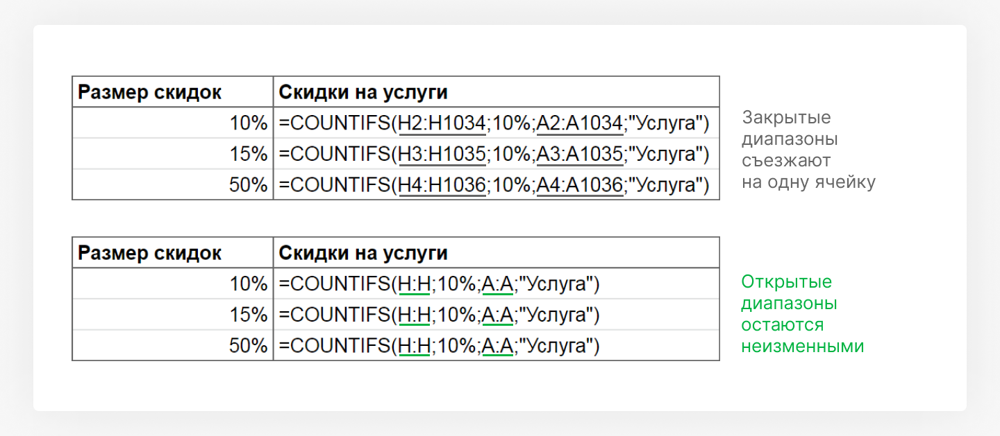 Размер скидок Скидки на услуги
10% =COUNTIFS(H2:H1034;10%;A2:A1034;"Услуга")
15% =COUNTIFS(H3:H1035;10%;A3:A1035;"Услуга")
50% =COUNTIFS(H4:H1036;10%;A4:A1036;"Услуга")
Закрытые
диапазоны
съезжают
на одну ячейку
Размер скидок Скидки на услуги
10% =COUNTIFS(H:H;10%;A:A;"Услуга")
15% =COUNTIFS(H:H;10%;A:A;"Услуга")
50% =COUNTIFS(H:H;10%;A:A;"Услуга")
Открытые
диапазоны
остаются
неизменными